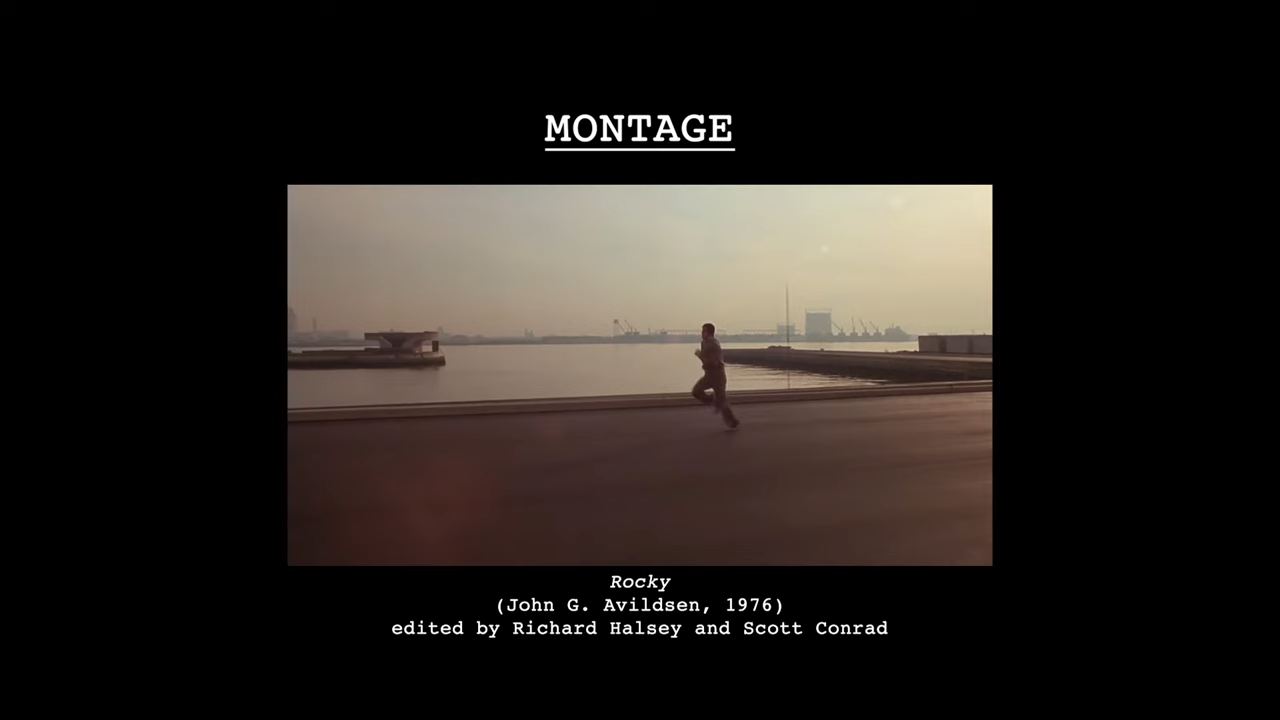 MONTAGE
Rocky
(John G. Avildsen, 1976)
edited by Richard Halsey and Scott Conrad